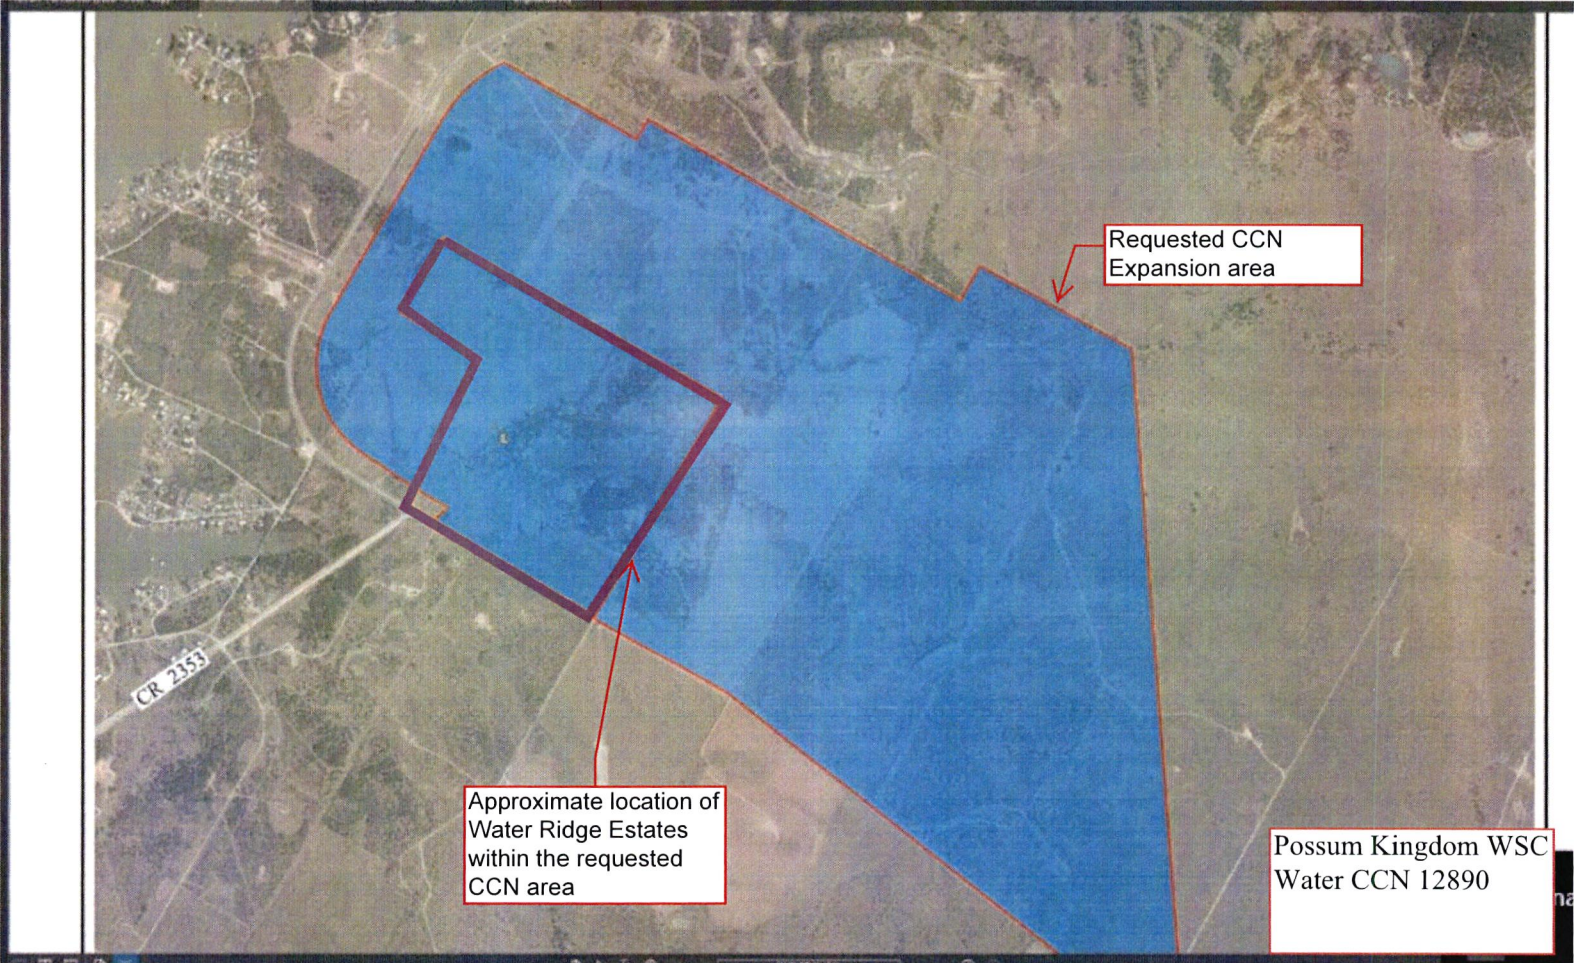 Requested CCN
Expansion area
CR 2353
Approximate location of
Water Ridge Estates
within the requested
CCN area
Possum Kingdom WSC
Water CCN 12890
na